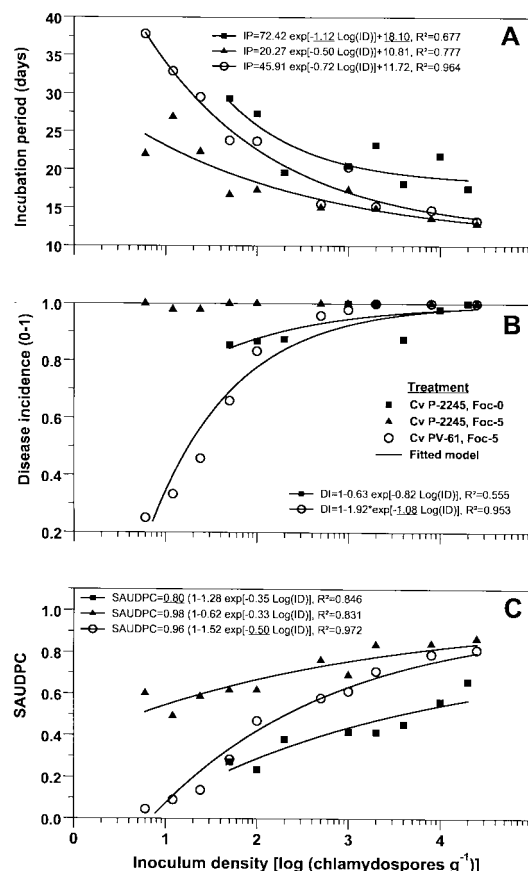 A
IP=72.42 exp[-1.12 Log(ID)]+18.10, R²=0.677
IP=20.27 exp[-0.50 Log(ID)]+10.81, R²=0.777
IP=45.91 exp[-0.72 Log(ID)]+11.72, R²=0.964
Incubation period (days)
40
35
30
25
20
15
10
B
Disease incidence (0-1)
1.0
0.8
0.6
0.4
0.2
Treatment
Cv P-2245, Foc-0
Cv P-2245, Foc-5
Cv PV-61, Foc-5
Fitted model
DI=1-0.63 exp[-0.82 Log(ID)], R²=0.555
DI=1-1.92*exp[-1.08 Log(ID)], R²=0.953
C
SAUDPC=0.80 (1-1.28 exp[-0.35 Log(ID)], R²=0.846
SAUDPC=0.98 (1-0.62 exp[-0.33 Log(ID)], R²=0.831
SAUDPC=0.96 (1-1.52 exp[-0.50 Log(ID)], R²=0.972
SAUDPC
1.0
0.8
0.6
0.4
0.2
0.0
0 1 2 3 4
Inoculum density [log (chlamydospores g⁻¹)]